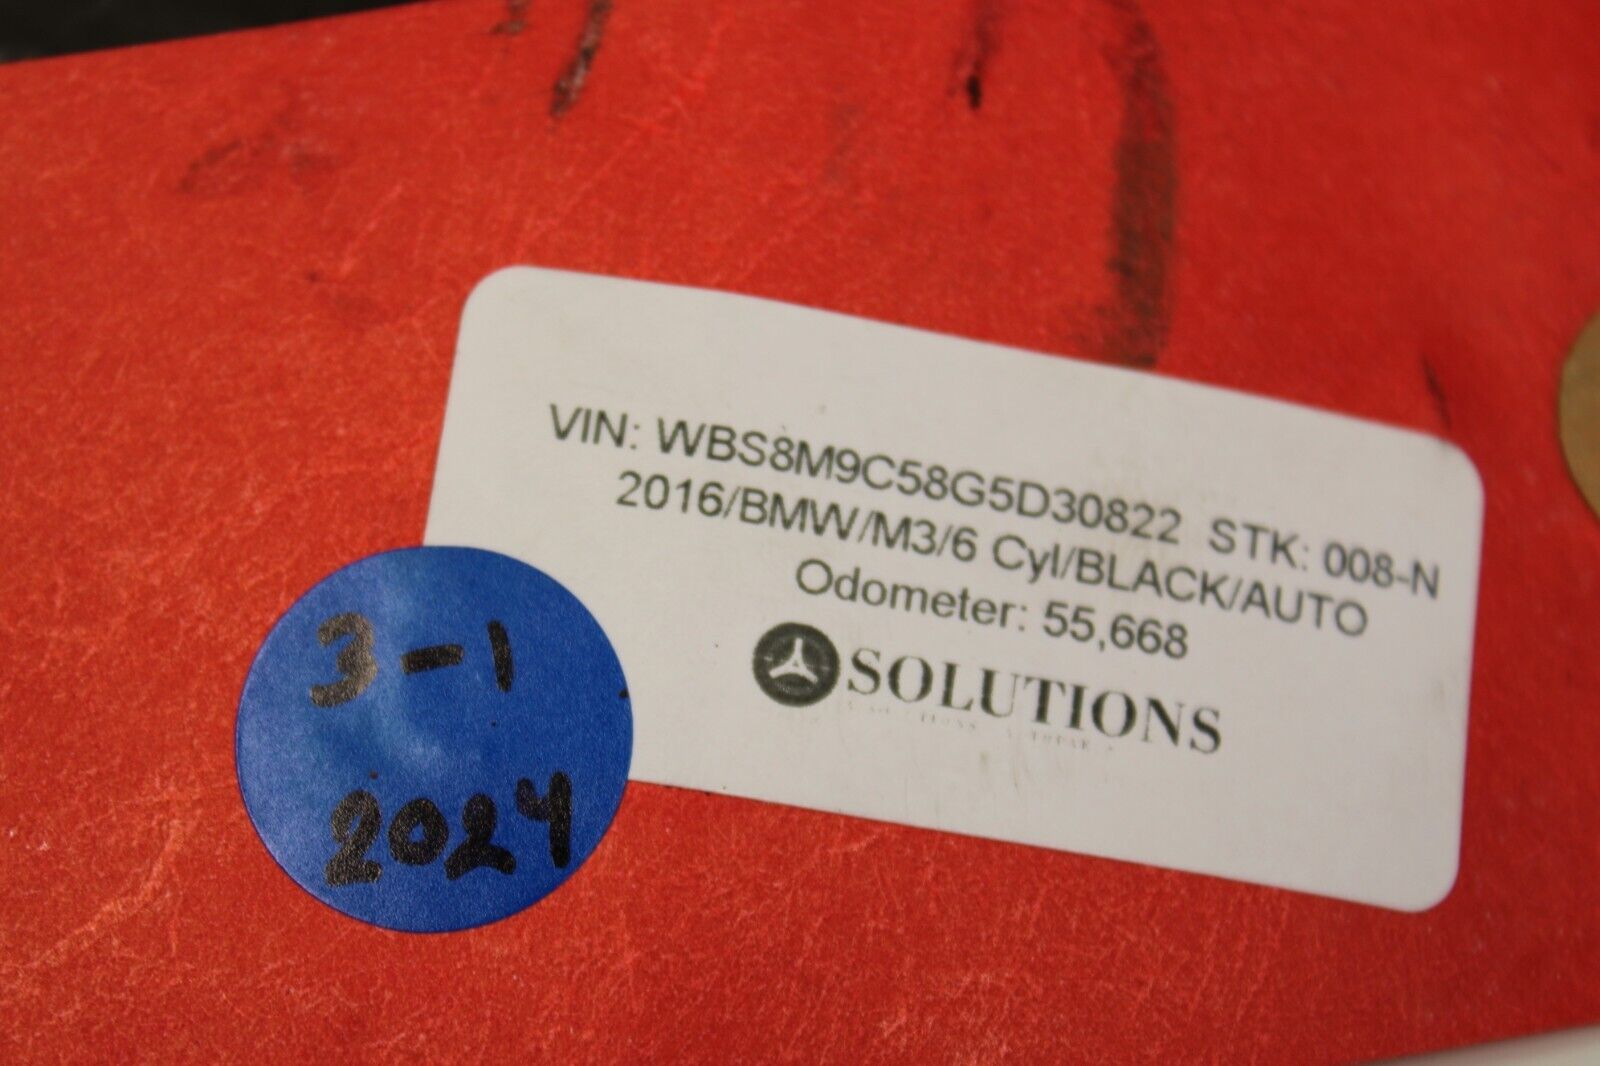 VIN: WBS8M9C58G5D30822 STK: 008-N
2016/BMW/M3/6 Cyl/BLACK/AUTO
Odometer: 55,668
SOLUTIONS
3-1
2024